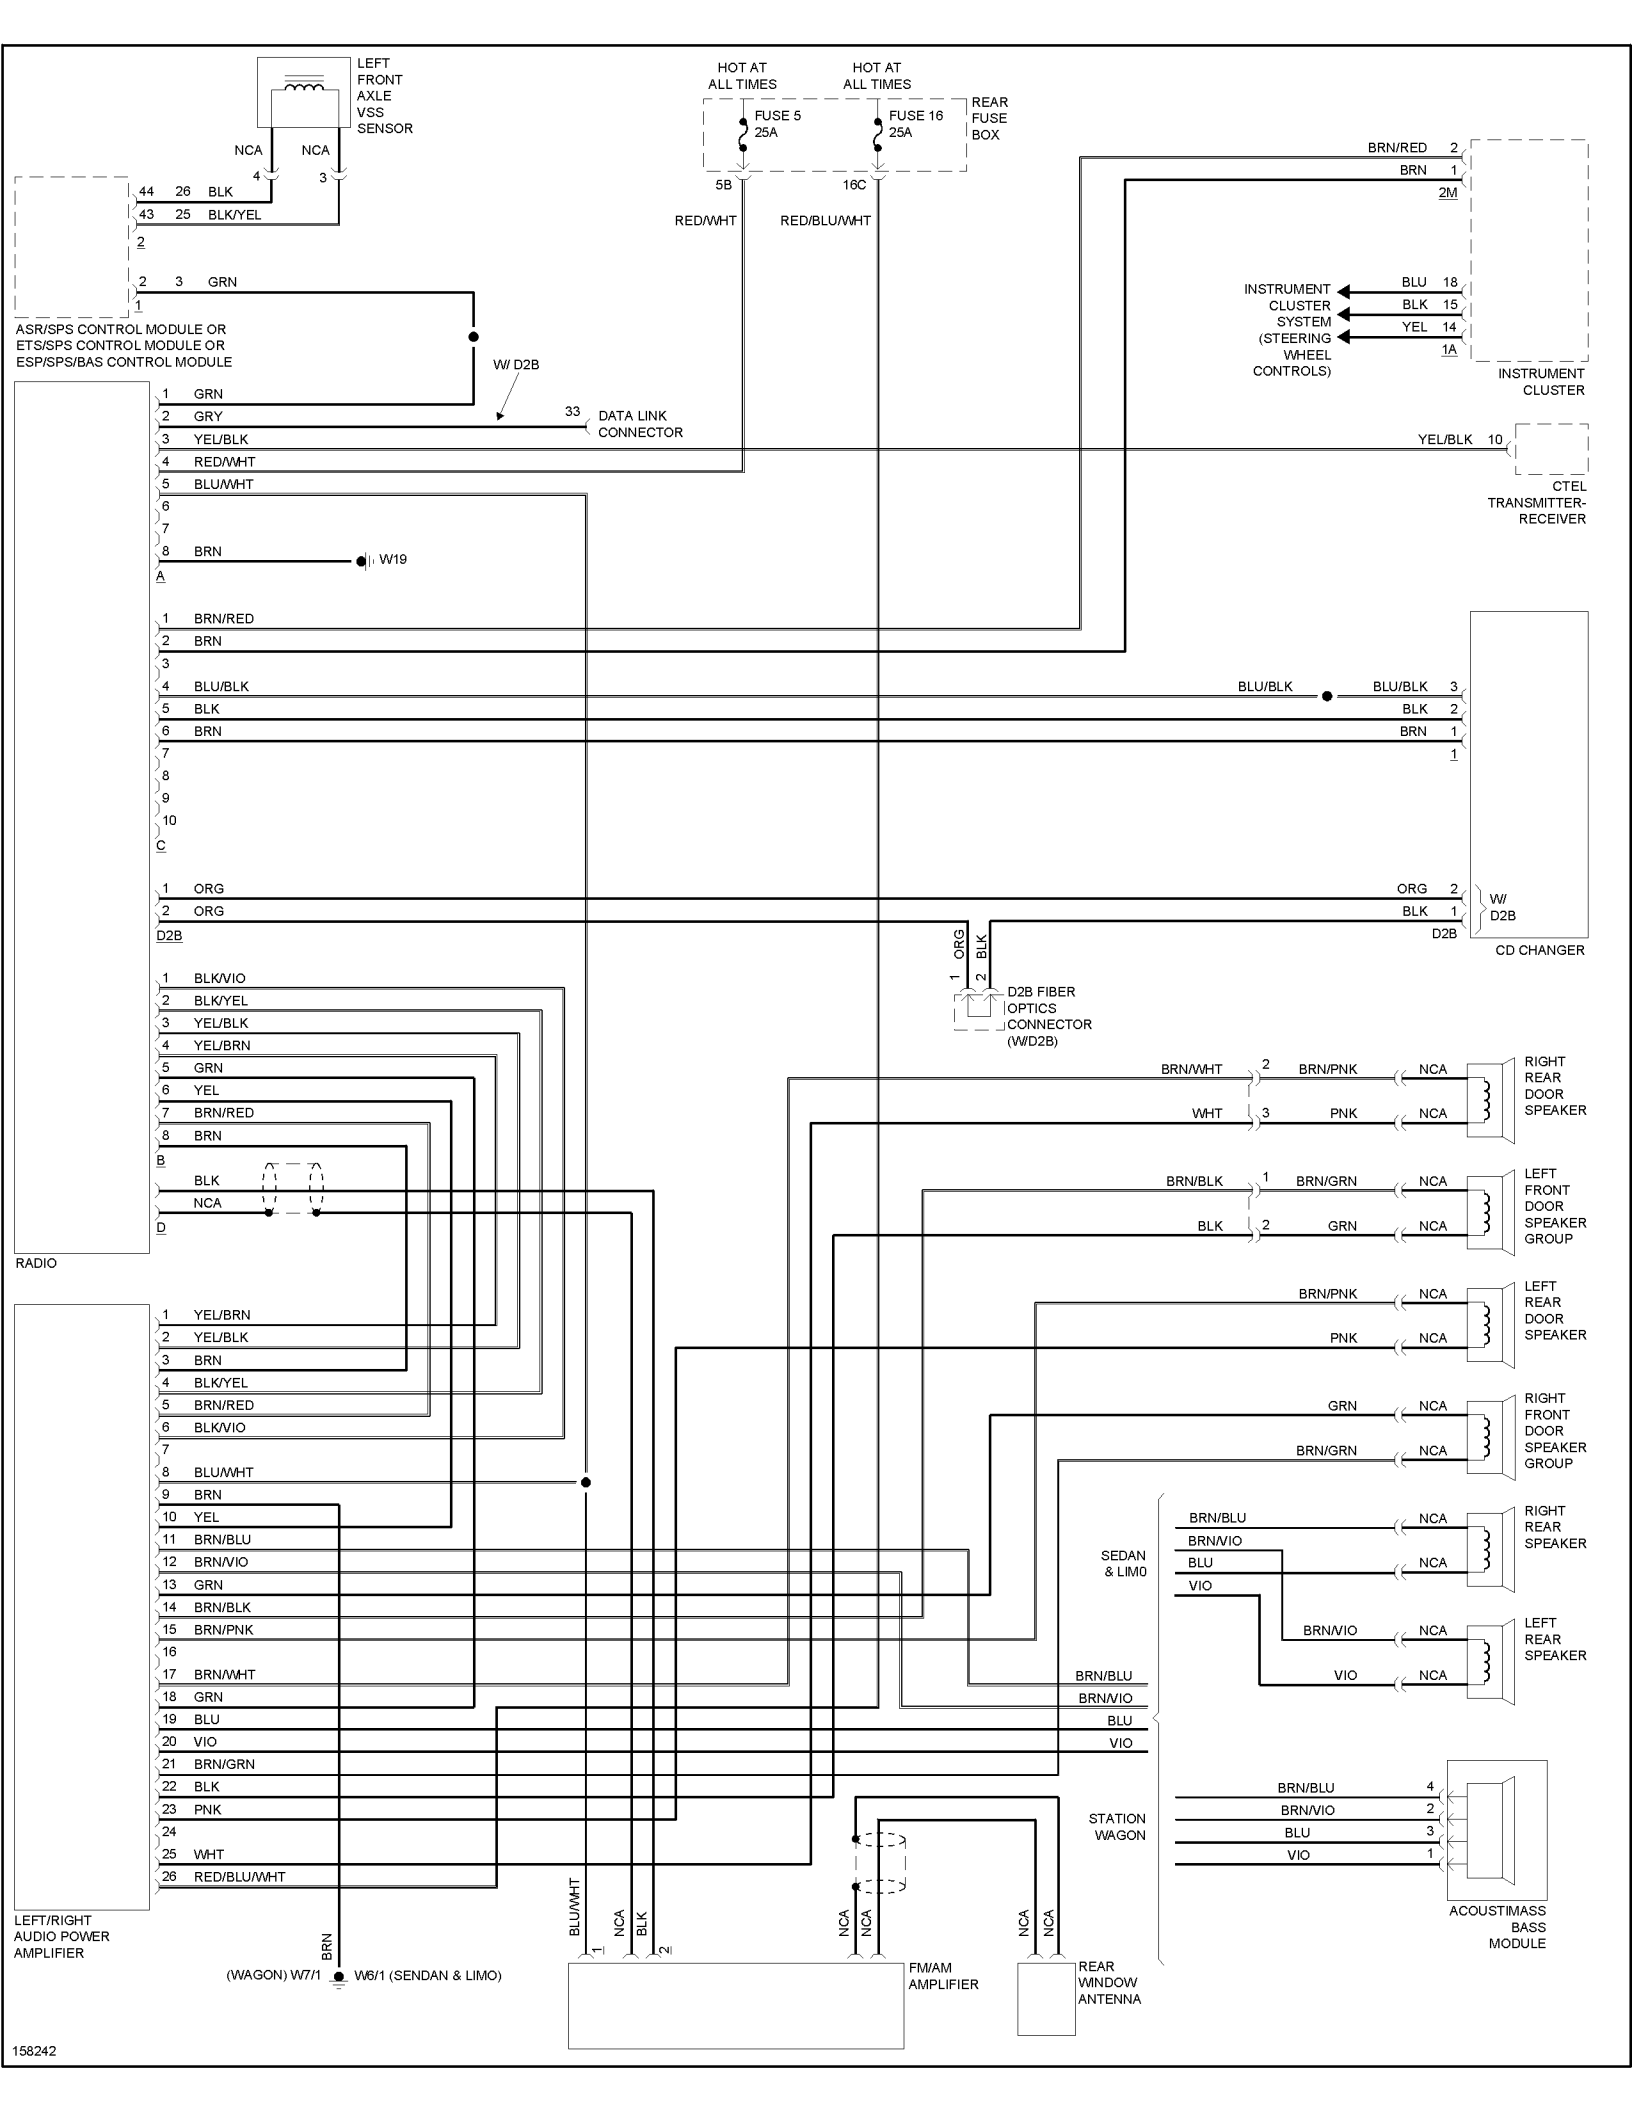 LEFT
FRONT
AXLE
VSS
SENSOR
NCA NCA
4 3
44 26 BLK
43 25 BLK/YEL
2
2 3 GRN
1
ASR/SPS CONTROL MODULE OR
ETS/SPS CONTROL MODULE OR
ESP/SPS/BAS CONTROL MODULE
HOT AT
ALL TIMES
HOT AT
ALL TIMES
FUSE 5
25A
FUSE 16
25A
REAR
FUSE
BOX
5B 16C
RED/WHT RED/BLU/WHT
BRN/RED 2
BRN 1
2M
INSTRUMENT
CLUSTER
SYSTEM
(STEERING
WHEEL
CONTROLS)
BLU 18
BLK 15
YEL 14
1A
INSTRUMENT
CLUSTER
W/ D2B
1 GRN
2 GRY
33 DATA LINK
CONNECTOR
3 YEL/BLK
YEL/BLK 10
4 RED/WHT
5 BLU/WHT
6
7
8 BRN
W19
A
CTEL
TRANSMITTER-
RECEIVER
1 BRN/RED
2 BRN
3
4 BLU/BLK
BLU/BLK BLU/BLK 3
5 BLK
BLK 2
6 BRN
BRN 1
7
1
8
9
10
C
1 ORG
ORG 2
2 ORG
BLK 1
D2B
D2B
W/
D2B
CD CHANGER
ORG BLK
1 2
D2B FIBER
OPTICS
CONNECTOR
(W/D2B)
1 BLK/VIO
2 BLK/YEL
3 YEL/BLK
4 YEL/BRN
5 GRN
6 YEL
7 BRN/RED
8 BRN
B
BLK
NCA
D
RADIO
BRN/WHT 2 BRN/PNK NCA
WHT 3 PNK NCA
RIGHT
REAR
DOOR
SPEAKER
BRN/BLK 1 BRN/GRN NCA
BLK 2 GRN NCA
LEFT
FRONT
DOOR
SPEAKER
GROUP
BRN/PNK NCA
PNK NCA
LEFT
REAR
DOOR
SPEAKER
GRN NCA
BRN/GRN NCA
RIGHT
FRONT
DOOR
SPEAKER
GROUP
1 YEL/BRN
2 YEL/BLK
3 BRN
4 BLK/YEL
5 BRN/RED
6 BLK/VIO
7
8 BLU/WHT
9 BRN
10 YEL
11 BRN/BLU
12 BRN/VIO
13 GRN
14 BRN/BLK
15 BRN/PNK
16
17 BRN/WHT
18 GRN
19 BLU
20 VIO
21 BRN/GRN
22 BLK
23 PNK
24
25 WHT
26 RED/BLU/WHT
LEFT/RIGHT
AUDIO POWER
AMPLIFIER
SEDAN
& LIM0
BRN/BLU NCA
BRN/VIO
BLU NCA
VIO
RIGHT
REAR
SPEAKER
BRN/VIO NCA
VIO NCA
LEFT
REAR
SPEAKER
BRN/BLU
BRN/VIO
BLU
VIO
STATION
WAGON
BRN/BLU 4
BRN/VIO 2
BLU 3
VIO 1
ACOUSTIMASS
BASS
MODULE
BRN
(WAGON) W7/1 W6/1 (SENDAN & LIMO)
BLU/WHT NCA BLK
1 2
NCA NCA
NCA NCA
FM/AM
AMPLIFIER
REAR
WINDOW
ANTENNA
158242